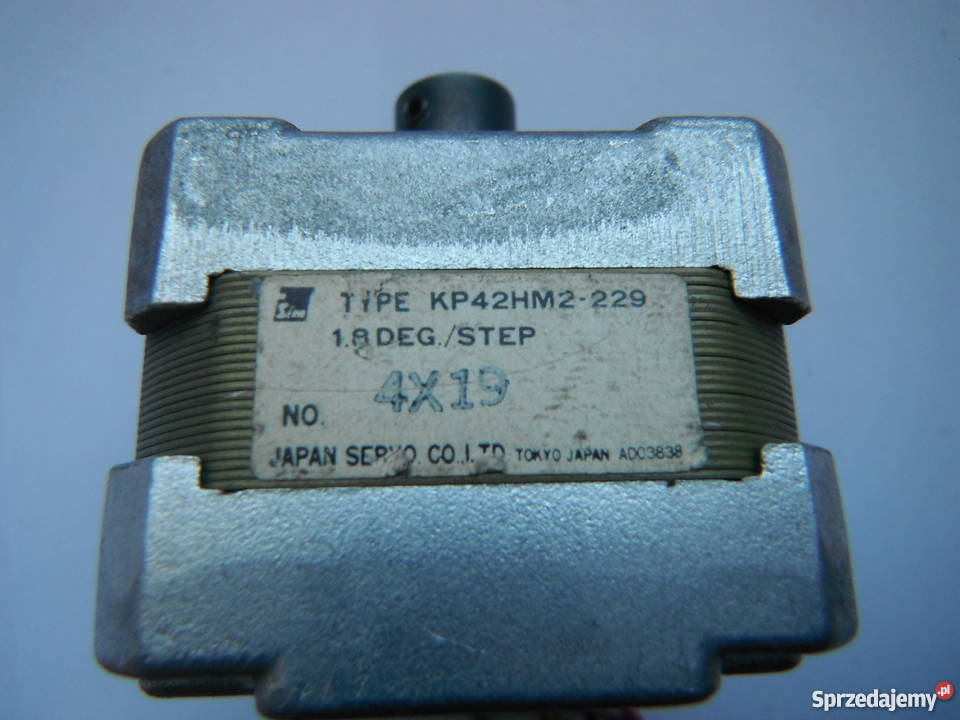 TYPE KP42HM2-229
1.8 DEG./STEP
NO. 4X19
JAPAN SERVO CO.,LTD. TOKYO JAPAN AD03838
Sprzedajemy.pl